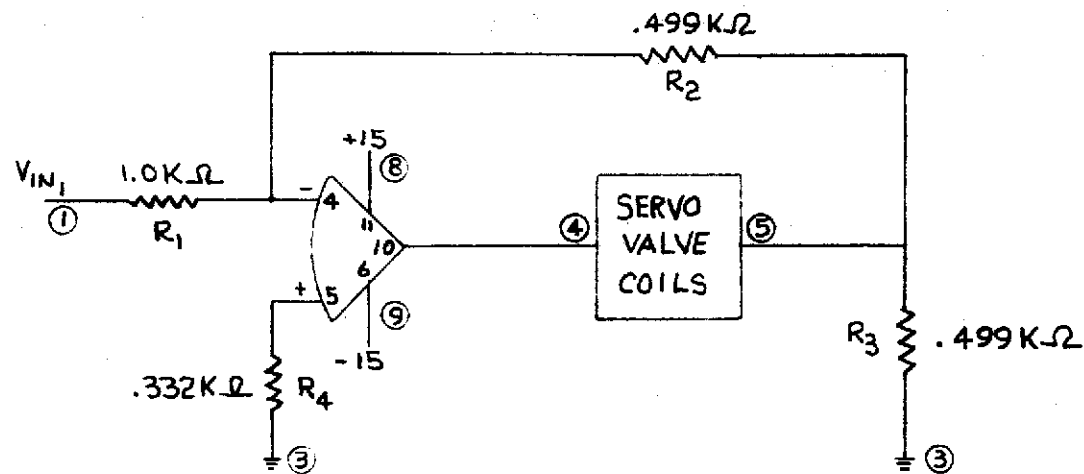 .499KΩ
R2
+15
⑧
VIN1
1.0KΩ
①
R1
-
4
11
10
6
+
5
⑨
-15
④
SERVO
VALVE
COILS
⑤
R3
.499KΩ
.332KΩ
R4
③
③